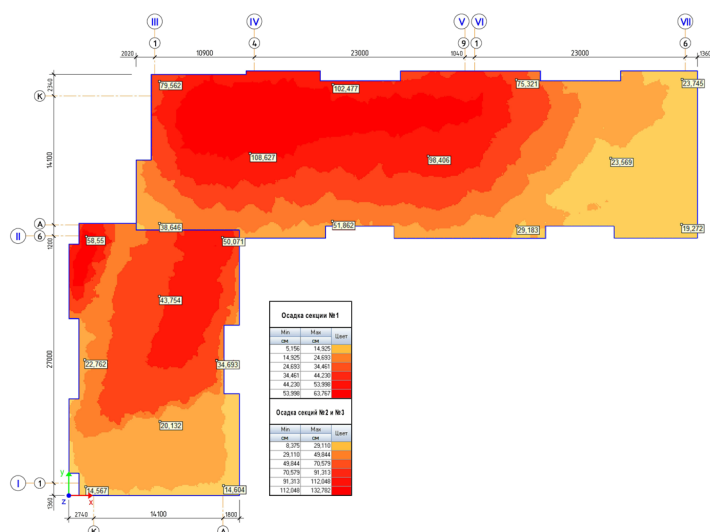 III IV V VI VII
1 4 9 1 6
2020 10900 23000 1040 23000 1360
2340
79,562 102,477 75,321 23,745
К
14100
108,627 98,406 23,569
А
38,646 51,862 29,183 19,272
II 6
1200
58,55 50,071
43,754
Осадка секции №1
Min Max Цвет
см см
5,156 14,925
14,925 24,693
24,693 34,461
34,461 44,230
44,230 53,998
53,998 63,767
27000
22,762 34,693
Осадка секций №2 и №3
Min Max Цвет
см см
8,375 29,110
29,110 49,844
49,844 70,579
70,579 91,313
91,313 112,048
112,048 132,782
20,132
y
I 1
14,567 14,604
z x
1360
2740 14100 1800
К А